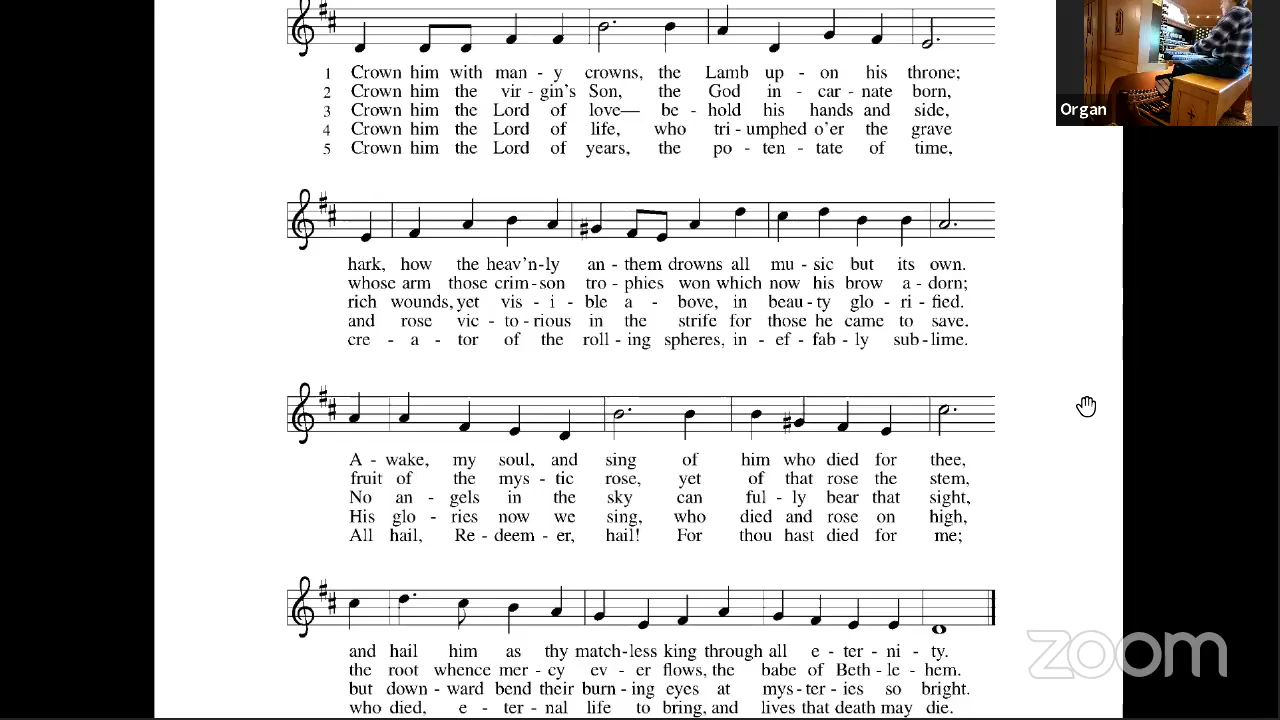 1 Crown him with man - y crowns, the Lamb up - on his throne;
2 Crown him the vir - gin's Son, the God in - car - nate born,
3 Crown him the Lord of love— be - hold his hands and side,
4 Crown him the Lord of life, who tri - umphed o'er the grave
5 Crown him the Lord of years, the po - ten - tate of time,
hark, how the heav'n-ly an - them drowns all mu - sic but its own.
whose arm those crim - son tro - phies won which now his brow a - dorn;
rich wounds, yet vis - i - ble a - bove, in beau - ty glo - ri - fied.
and rose vic - to - rious in the strife for those he came to save.
cre - a - tor of the roll - ing spheres, in - ef - fab - ly sub - lime.
A - wake, my soul, and sing of him who died for thee,
fruit of the mys - tic rose, yet of that rose the stem,
No an - gels in the sky can ful - ly bear that sight,
His glo - ries now we sing, who died and rose on high,
All hail, Re - deem - er, hail! For thou hast died for me;
and hail him as thy match - less king through all e - ter - ni - ty.
the root whence mer - cy ev - er flows, the babe of Beth - le - hem.
but down - ward bend their burn - ing eyes at mys - ter - ies so bright.
who died, e - ter - nal life to bring, and lives that death may die.
Organ
zoom